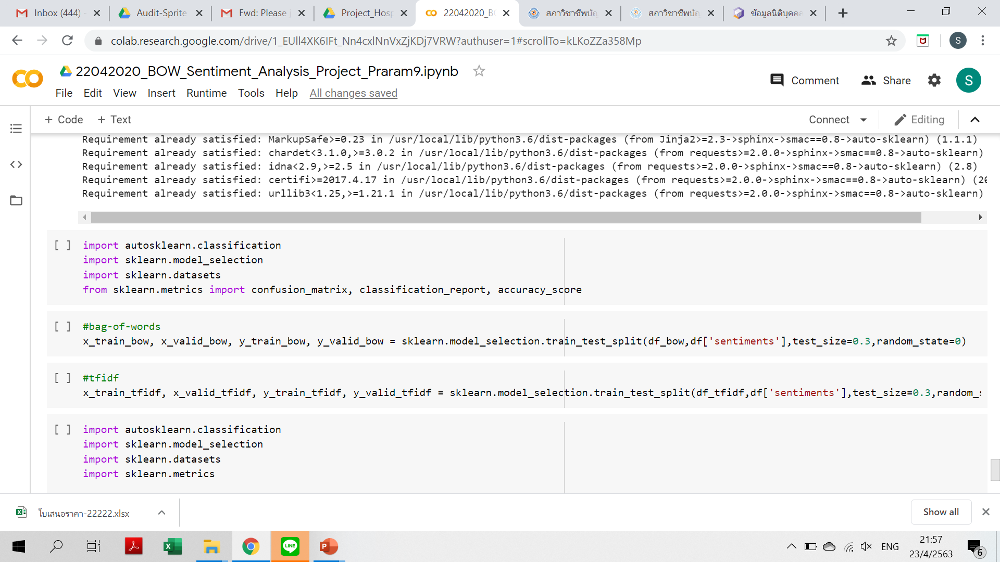 Inbox (444)
Audit-Sprite
Fwd: Please
Project_Hosp
22042020_BO
สภาวิชาชีพบัญ
สภาวิชาชีพบัญ
ข้อมูลนิติบุคคล
colab.research.google.com/drive/1_EUll4XK6IFt_Nn4cxlNnVxZjKDj7VRW?authuser=1#scrollTo=kLKoZZa358Mp
S
22042020_BOW_Sentiment_Analysis_Project_Praram9.ipynb
Comment
Share
S
File Edit View Insert Runtime Tools Help All changes saved
+ Code + Text
Connect
Editing
Requirement already satisfied: MarkupSafe>=0.23 in /usr/local/lib/python3.6/dist-packages (from Jinja2>=2.3->sphinx->smac==0.8->auto-sklearn) (1.1.1)
Requirement already satisfied: chardet<3.1.0,>=3.0.2 in /usr/local/lib/python3.6/dist-packages (from requests>=2.0.0->sphinx->smac==0.8->auto-sklearn)
Requirement already satisfied: idna<2.9,>=2.5 in /usr/local/lib/python3.6/dist-packages (from requests>=2.0.0->sphinx->smac==0.8->auto-sklearn) (2.8)
Requirement already satisfied: certifi>=2017.4.17 in /usr/local/lib/python3.6/dist-packages (from requests>=2.0.0->sphinx->smac==0.8->auto-sklearn) (20
Requirement already satisfied: urllib3<1.25,>=1.21.1 in /usr/local/lib/python3.6/dist-packages (from requests>=2.0.0->sphinx->smac==0.8->auto-sklearn)
[ ] import autosklearn.classification
import sklearn.model_selection
import sklearn.datasets
from sklearn.metrics import confusion_matrix, classification_report, accuracy_score
[ ] #bag-of-words
x_train_bow, x_valid_bow, y_train_bow, y_valid_bow = sklearn.model_selection.train_test_split(df_bow,df['sentiments'],test_size=0.3,random_state=0)
[ ] #tfidf
x_train_tfidf, x_valid_tfidf, y_train_tfidf, y_valid_tfidf = sklearn.model_selection.train_test_split(df_tfidf,df['sentiments'],test_size=0.3,random_s
[ ] import autosklearn.classification
import sklearn.model_selection
import sklearn.datasets
import sklearn.metrics
ใบเสนอราคา-22222.xlsx
Show all
LINE
ENG
21:57
23/4/2563
6